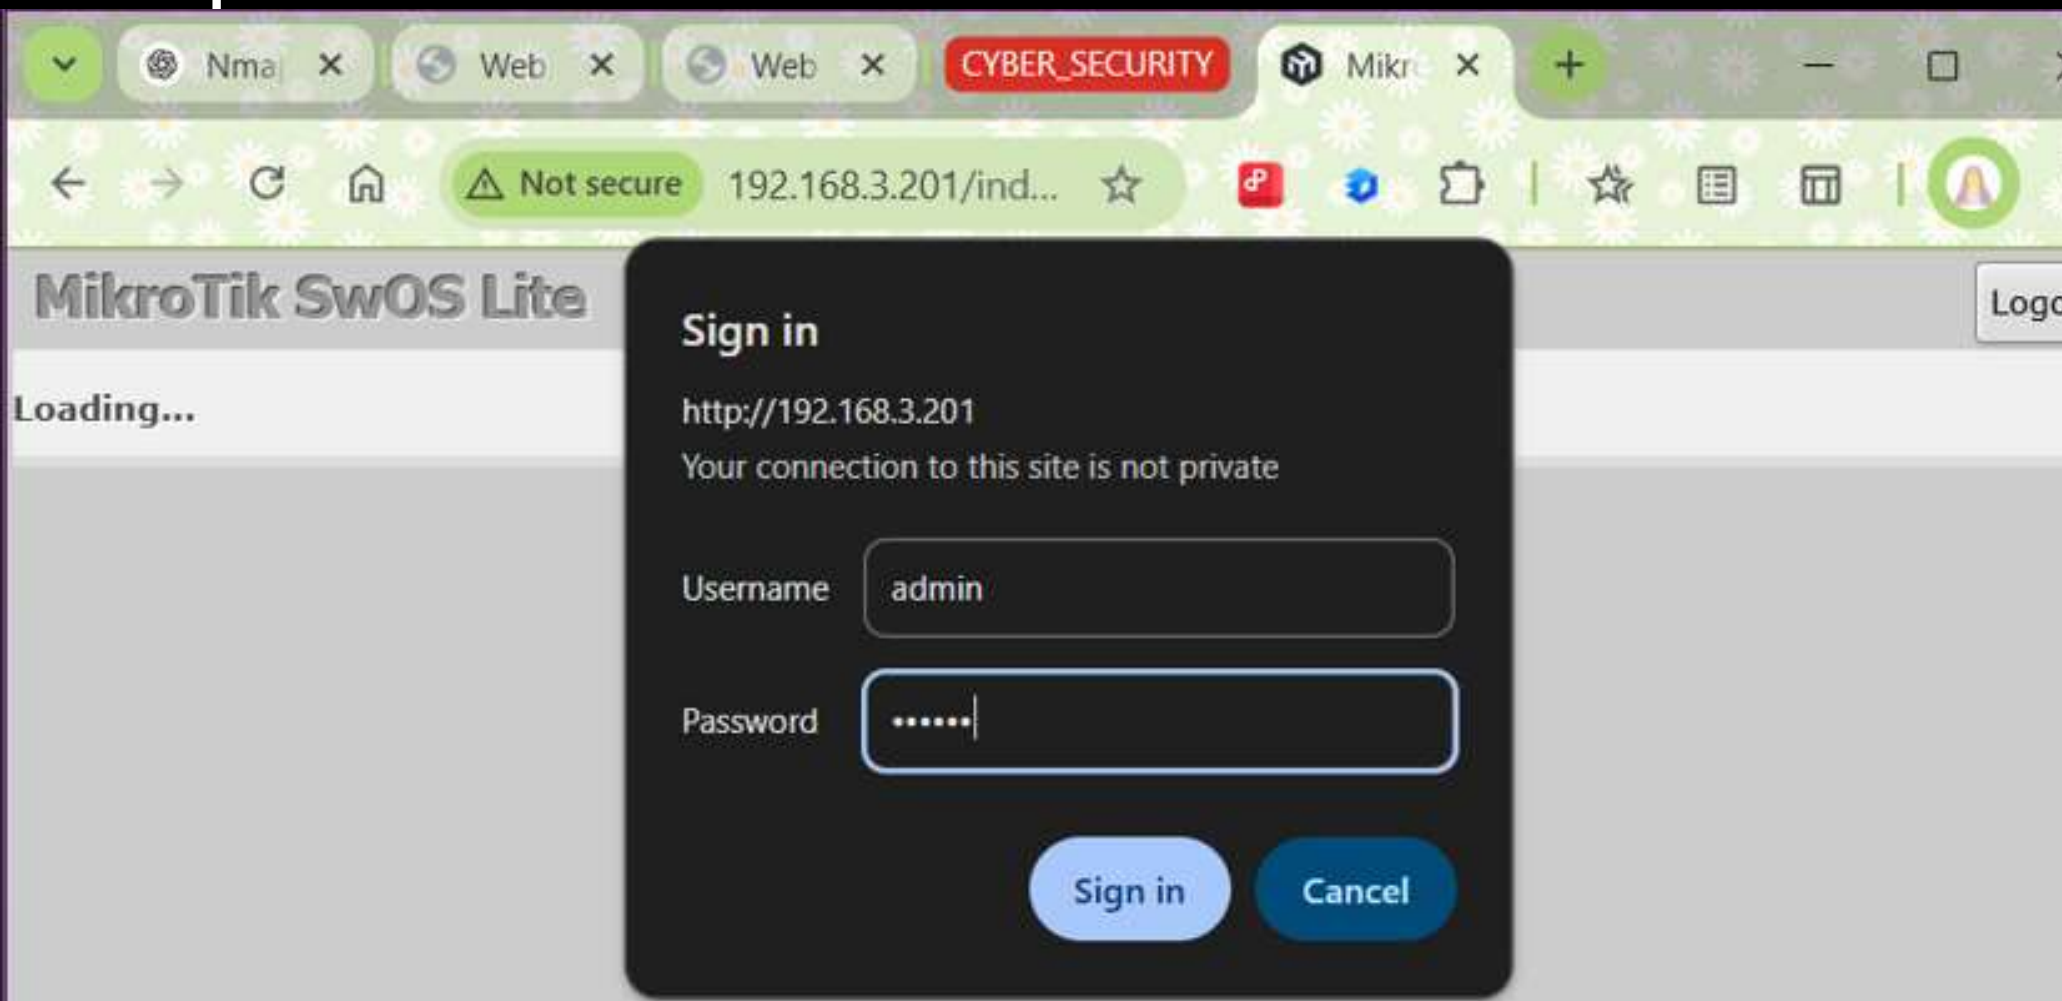 Nma
Web
Web
CYBER_SECURITY
Mikr
Not secure
192.168.3.201/ind...
MikroTik SwOS Lite
Logo
Loading...
Sign in
http://192.168.3.201
Your connection to this site is not private
Username
admin
Password
••••••
Sign in
Cancel